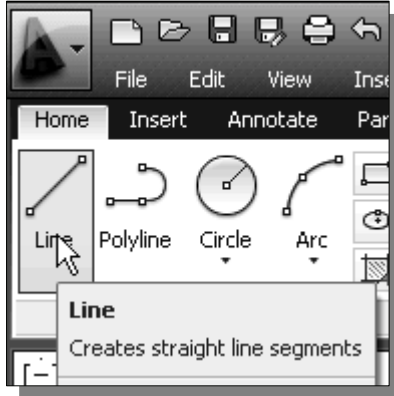 File Edit View
Home Insert Annotate
Line Polyline Circle Arc
Line
Creates straight line segments